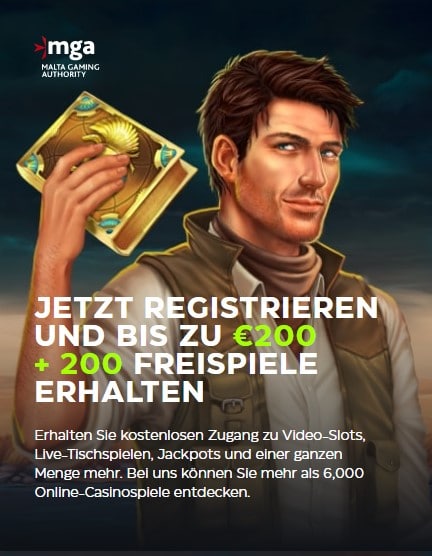 mga
MALTA GAMING
AUTHORITY
JETZT REGISTRIEREN
UND BIS ZU €200
+ 200 FREISPIELE
ERHALTEN
Erhalten Sie kostenlosen Zugang zu Video-Slots,
Live-Tischspielen, Jackpots und einer ganzen
Menge mehr. Bei uns können Sie mehr als 6,000
Online-Casinospiele entdecken.